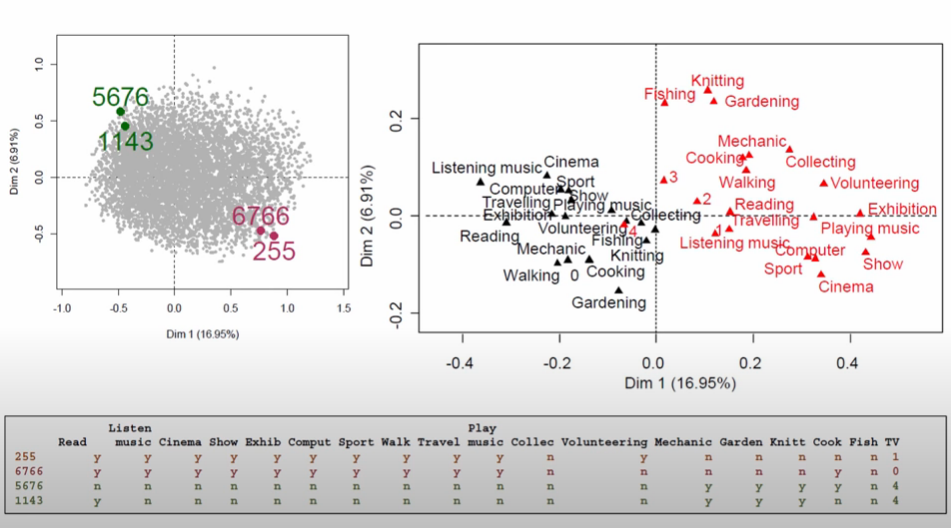 1.0
0.5
0.0
-0.5
Dim 2 (6.91%)
5676
1143
6766
255
-1.0 -0.5 0.0 0.5 1.0 1.5
Dim 1 (16.95%)
0.2
0.0
-0.2
Dim 2 (6.91%)
Knitting
Fishing
Gardening
Mechanic
Cooking
Collecting
Walking
3
Volunteering
2
Reading
Exhibition
Travelling
Playing music
1
Listening music
Computer
Show
Sport
Cinema
Listening music
Cinema
Computer
Sport
Show
Travelling
Playing music
Exhibition
Collecting
Reading
Volunteering
4
Fishing
Mechanic
Knitting
Walking
0
Cooking
Gardening
-0.4 -0.2 0.0 0.2 0.4
Dim 1 (16.95%)
Listen Play
Read music Cinema Show Exhib Comput Sport Walk Travel music Collec Volunteering Mechanic Garden Knitt Cook Fish TV
255 y y y y y y y y y y n y n n n n n 1
6766 y y y y y y y y y y n n n n n y n 0
5676 n n n n n n n n n n n n y y y y n 4
1143 y n n n n n n n n n n n y y y n n 4